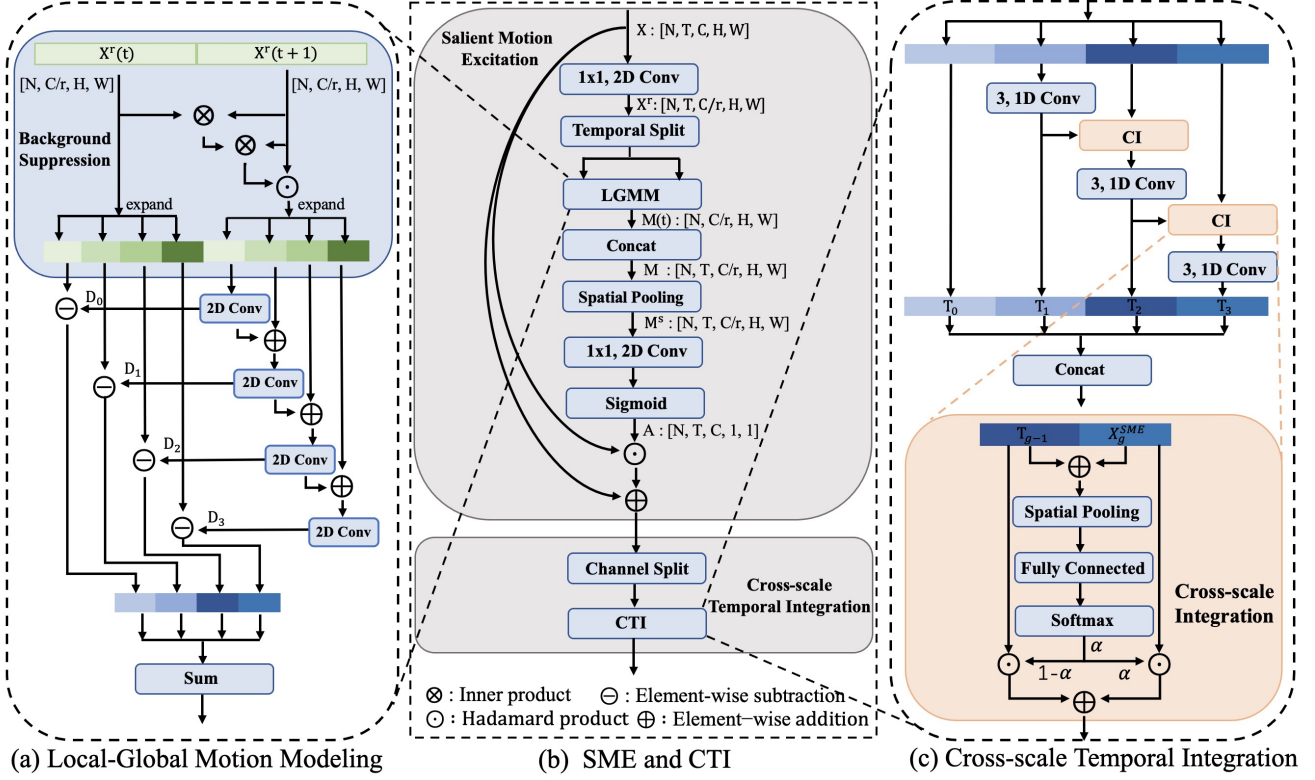 X^r(t)
X^r(t+1)
[N, C/r, H, W]
[N, C/r, H, W]
⊗
⊗
Background
Suppression
⊙
expand
expand
⊖
D_0
2D Conv
⊕
⊖
D_1
2D Conv
⊕
⊖
D_2
2D Conv
⊕
⊖
D_3
2D Conv
Sum
(a) Local-Global Motion Modeling
Salient Motion
Excitation
X : [N, T, C, H, W]
1x1, 2D Conv
X^r: [N, T, C/r, H, W]
Temporal Split
LGMM
M(t) : [N, C/r, H, W]
Concat
M : [N, T, C/r, H, W]
Spatial Pooling
M^s : [N, T, C/r, H, W]
1x1, 2D Conv
Sigmoid
A : [N, T, C, 1, 1]
⊙
⊕
Channel Split
Cross-scale
Temporal Integration
CTI
⊗ : Inner product
⊖ : Element-wise subtraction
⊙ : Hadamard product
⊕ : Element−wise addition
(b) SME and CTI
3, 1D Conv
CI
3, 1D Conv
CI
3, 1D Conv
T_0
T_1
T_2
T_3
Concat
T_{g−1}
X_g^{SME}
⊕
Spatial Pooling
Fully Connected
Softmax
Cross-scale
Integration
α
⊙
1-α
α
⊙
⊕
(c) Cross-scale Temporal Integration